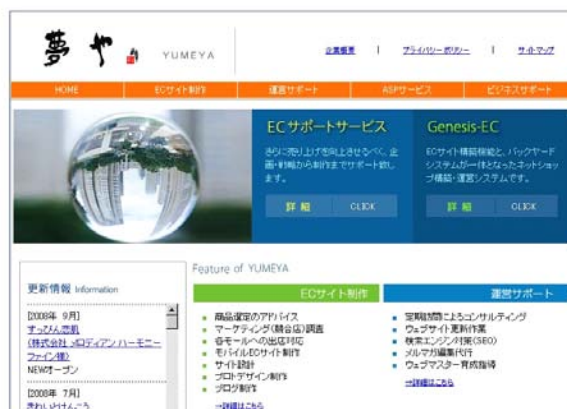 夢や
YUMEYA
企業概要 | プライバシーポリシー | サイトマップ
HOME ECサイト制作 運営サポート ASPサービス ビジネスサポート
ECサポートサービス
さらに売り上げを向上させるべく、企
画・戦略から制作までサポート致し
ます。
詳細 CLICK
Genesis-EC
ECサイト構築機能と、バックヤード
システムが一体となったネットショッ
プ構築・運営システムです。
詳細 CLICK
更新情報 Information
[2008年 9月]
すっぴん恋肌
(株式会社 メロディアン ハーモニー
ファイン様)
NEWオープン
[2008年 7月]
きれいとけんこう
Feature of YUMEYA
ECサイト制作
商品選定のアドバイス
マーケティング(競合店)調査
各モールへの出店対応
モバイルECサイト制作
サイト設計
フロントデザイン制作
ブログ制作
→詳細はこちら
運営サポート
定期訪問によるコンサルティング
ウェブサイト更新作業
検索エンジン対策(SEO)
メルマガ編集代行
ウェブマスター育成指導
→詳細はこちら